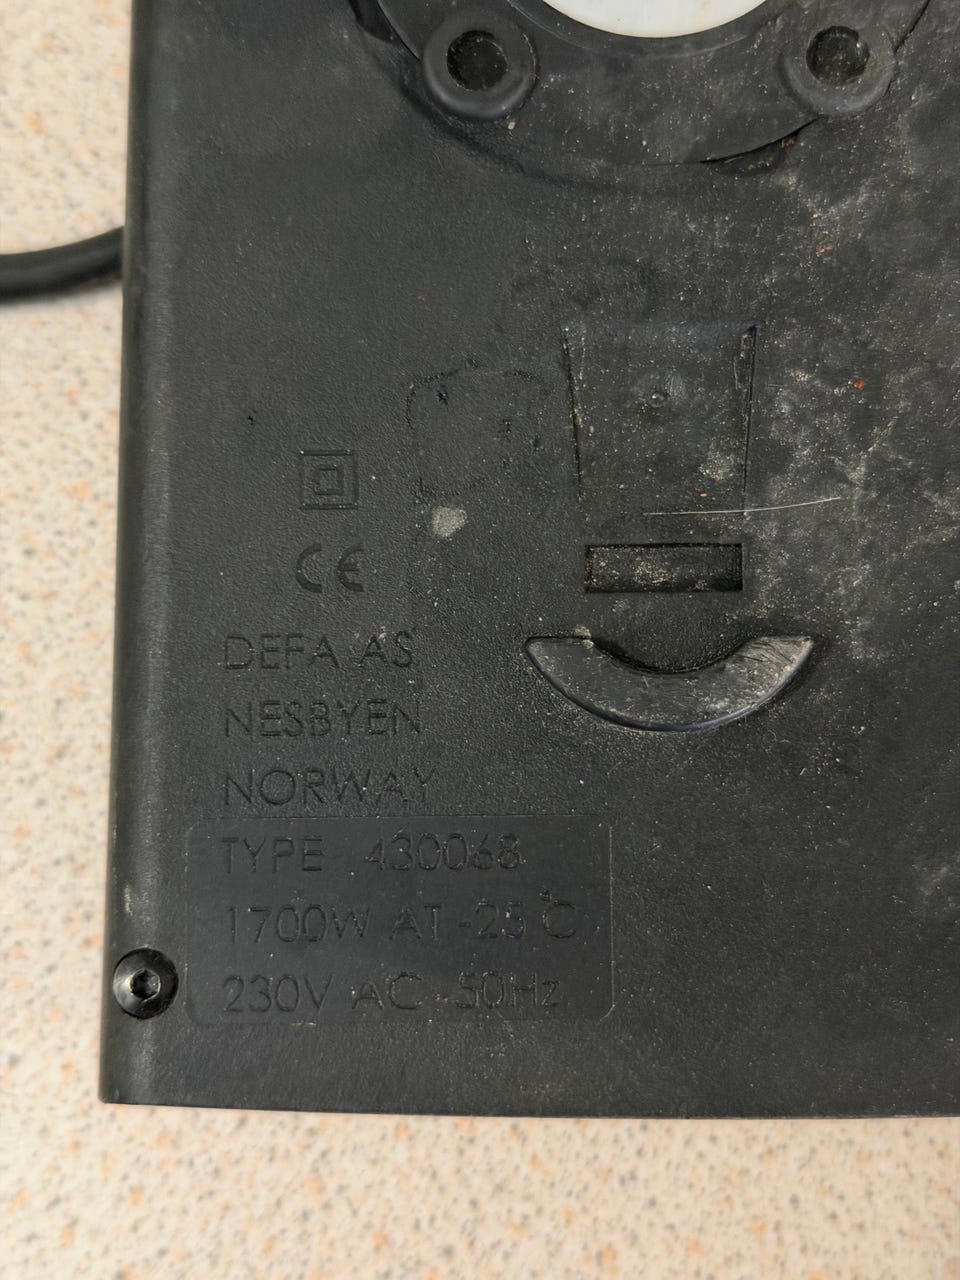 CE
DEFA AS
NESBYEN
NORWAY
TYPE 430068
1700W AT -25°C
230V AC 50Hz